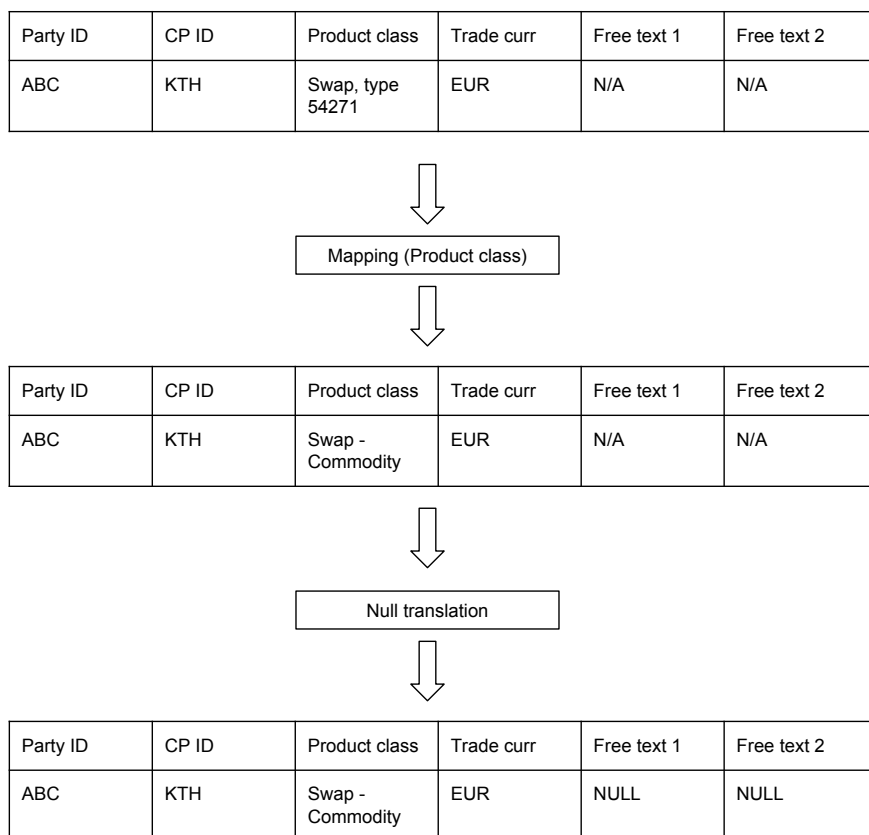 Party ID CP ID Product class Trade curr Free text 1 Free text 2
ABC KTH Swap, type EUR N/A N/A
54271
Mapping (Product class)
Party ID CP ID Product class Trade curr Free text 1 Free text 2
ABC KTH Swap - EUR N/A N/A
Commodity
Null translation
Party ID CP ID Product class Trade curr Free text 1 Free text 2
ABC KTH Swap - EUR NULL NULL
Commodity